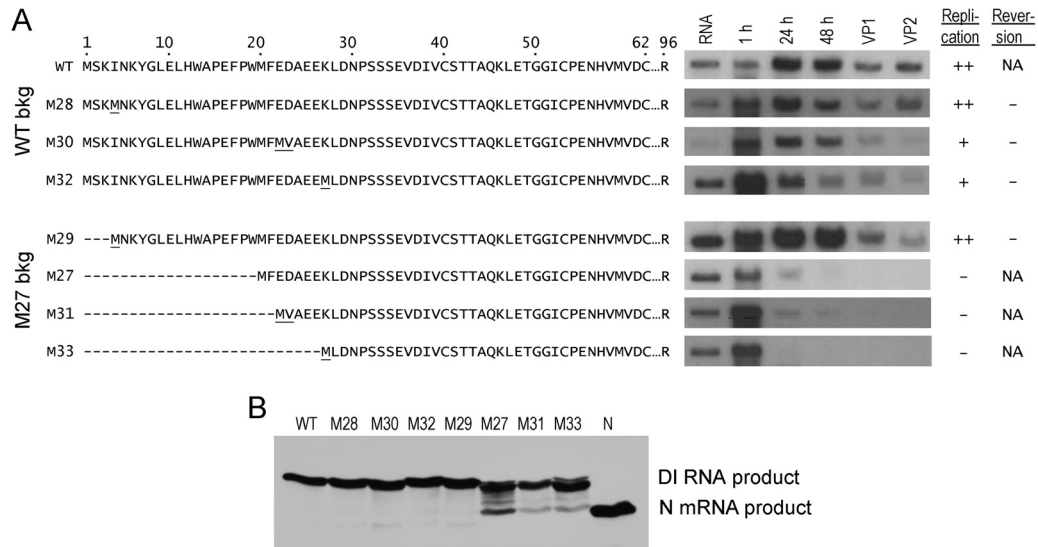 A
1 10 20 30 40 50 62 96
RNA 1 h 24 h 48 h VP1 VP2 Repli-cation Rever-sion
WT bkg
WT MSKINKYGLELHWAPEFPWMFEDAEEKLDNPSSSEVDIVCSTTAQKLETGGICPENHVMVDC…R ++ NA
M28 MSKMNKYGLELHWAPEFPWMFEDAEEKLDNPSSSEVDIVCSTTAQKLETGGICPENHVMVDC…R ++ –
M30 MSKINKYGLELHWAPEFPWMFMVAEEKLDNPSSSEVDIVCSTTAQKLETGGICPENHVMVDC…R + –
M32 MSKINKYGLELHWAPEFPWMFEDAEEMLDNPSSSEVDIVCSTTAQKLETGGICPENHVMVDC…R + –
M27 bkg
M29 ---MNKYGLELHWAPEFPWMFEDAEEKLDNPSSSEVDIVCSTTAQKLETGGICPENHVMVDC…R ++ –
M27 -------------------MFEDAEEKLDNPSSSEVDIVCSTTAQKLETGGICPENHVMVDC…R – NA
M31 ---------------------MVAEEKLDNPSSSEVDIVCSTTAQKLETGGICPENHVMVDC…R – NA
M33 --------------------------MLDNPSSSEVDIVCSTTAQKLETGGICPENHVMVDC…R – NA
B
WT M28 M30 M32 M29 M27 M31 M33 N
DI RNA product
N mRNA product